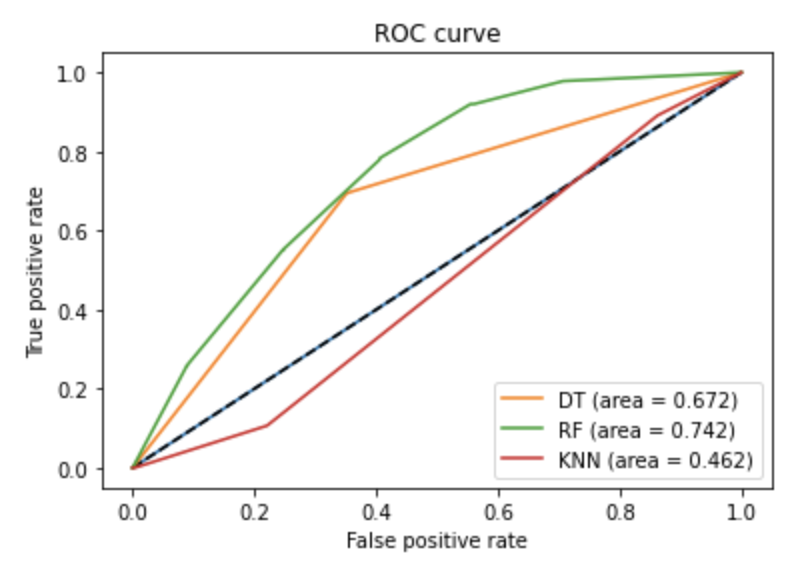 ROC curve
True positive rate
1.0
0.8
0.6
0.4
0.2
0.0
DT (area = 0.672)
RF (area = 0.742)
KNN (area = 0.462)
0.0 0.2 0.4 0.6 0.8 1.0
False positive rate